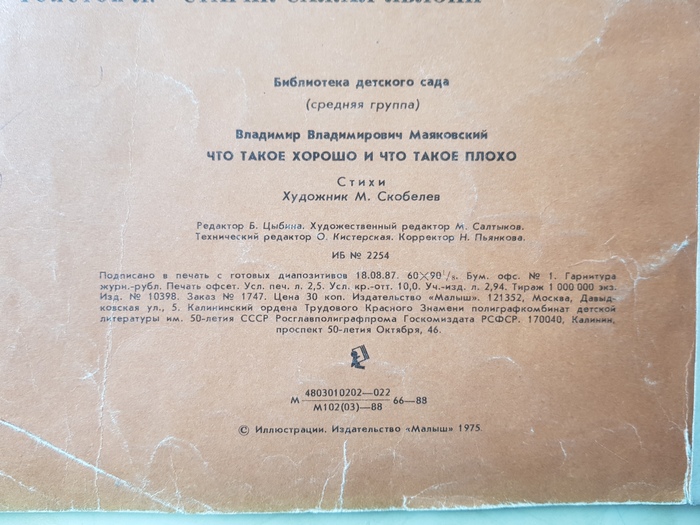 Библиотека детского сада
(средняя группа)
Владимир Владимирович Маяковский
ЧТО ТАКОЕ ХОРОШО И ЧТО ТАКОЕ ПЛОХО
Стихи
Художник М. Скобелев
Редактор Б. Цыбина. Художественный редактор М. Салтыков.
Технический редактор О. Кистерская. Корректор Н. Пьянкова.
ИБ № 2254
Подписано в печать с готовых диапозитивов 18.08.87. 60×90¹/₈. Бум. офс. № 1. Гарнитура
журн.-рубл. Печать офсет. Усл. печ. л. 2,5. Усл. кр.-отт. 10,0. Уч.-изд. л. 2,94. Тираж 1 000 000 экз.
Изд. № 10398. Заказ № 1747. Цена 30 коп. Издательство «Малыш». 121352, Москва, Давыд-
ковская ул., 5. Калининский ордена Трудового Красного Знамени полиграфкомбинат детской
литературы им. 50-летия СССР Росглавполиграфпрома Госкомиздата РСФСР. 170040, Калинин,
проспект 50-летия Октября, 46.
М 4803010202—022
М102(03)—88 66—88
© Иллюстрации. Издательство «Малыш» 1975.